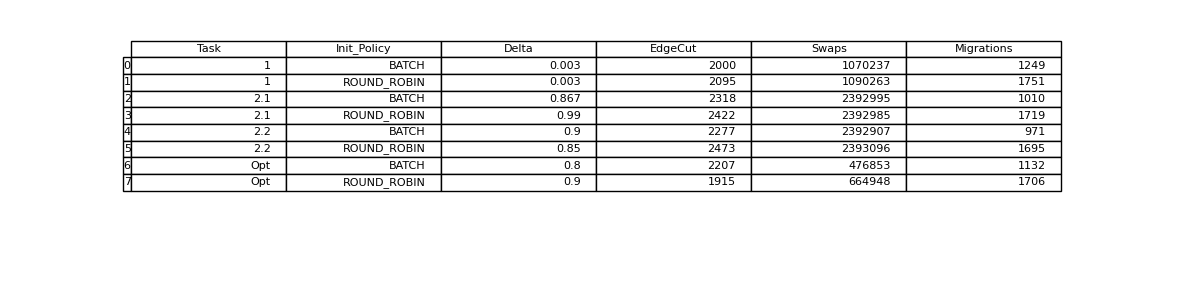 Task Init_Policy Delta EdgeCut Swaps Migrations
0 1 BATCH 0.003 2000 1070237 1249
1 1 ROUND_ROBIN 0.003 2095 1090263 1751
2 2.1 BATCH 0.867 2318 2392995 1010
3 2.1 ROUND_ROBIN 0.99 2422 2392985 1719
4 2.2 BATCH 0.9 2277 2392907 971
5 2.2 ROUND_ROBIN 0.85 2473 2393096 1695
6 Opt BATCH 0.8 2207 476853 1132
7 Opt ROUND_ROBIN 0.9 1915 664948 1706